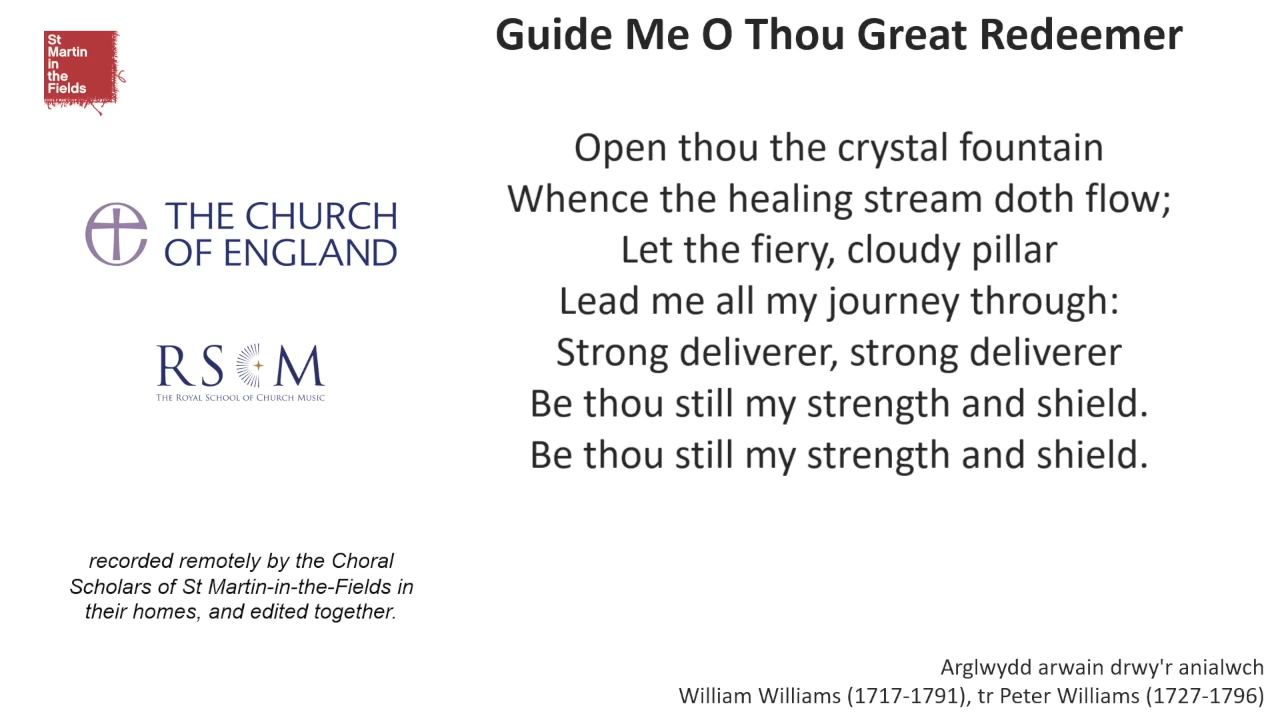 St
Martin
in
the
Fields
Guide Me O Thou Great Redeemer
THE CHURCH
OF ENGLAND
RSCM
THE ROYAL SCHOOL OF CHURCH MUSIC
Open thou the crystal fountain
Whence the healing stream doth flow;
Let the fiery, cloudy pillar
Lead me all my journey through:
Strong deliverer, strong deliverer
Be thou still my strength and shield.
Be thou still my strength and shield.
recorded remotely by the Choral
Scholars of St Martin-in-the-Fields in
their homes, and edited together.
Arglwydd arwain drwy'r anialwch
William Williams (1717-1791), tr Peter Williams (1727-1796)